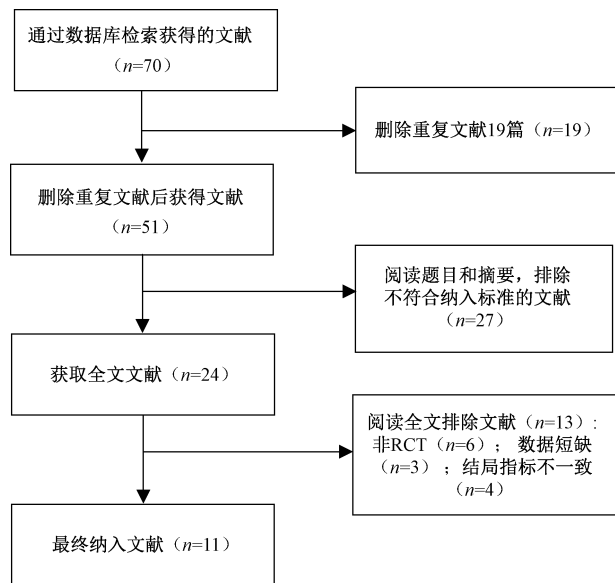 通过数据库检索获得的文献
（n=70）
删除重复文献19篇（n=19）
删除重复文献后获得文献
（n=51）
阅读题目和摘要，排除
不符合纳入标准的文献
（n=27）
获取全文文献（n=24）
阅读全文排除文献（n=13）:
非RCT（n=6）； 数据短缺
（n=3）；结局指标不一致
（n=4）
最终纳入文献（n=11）